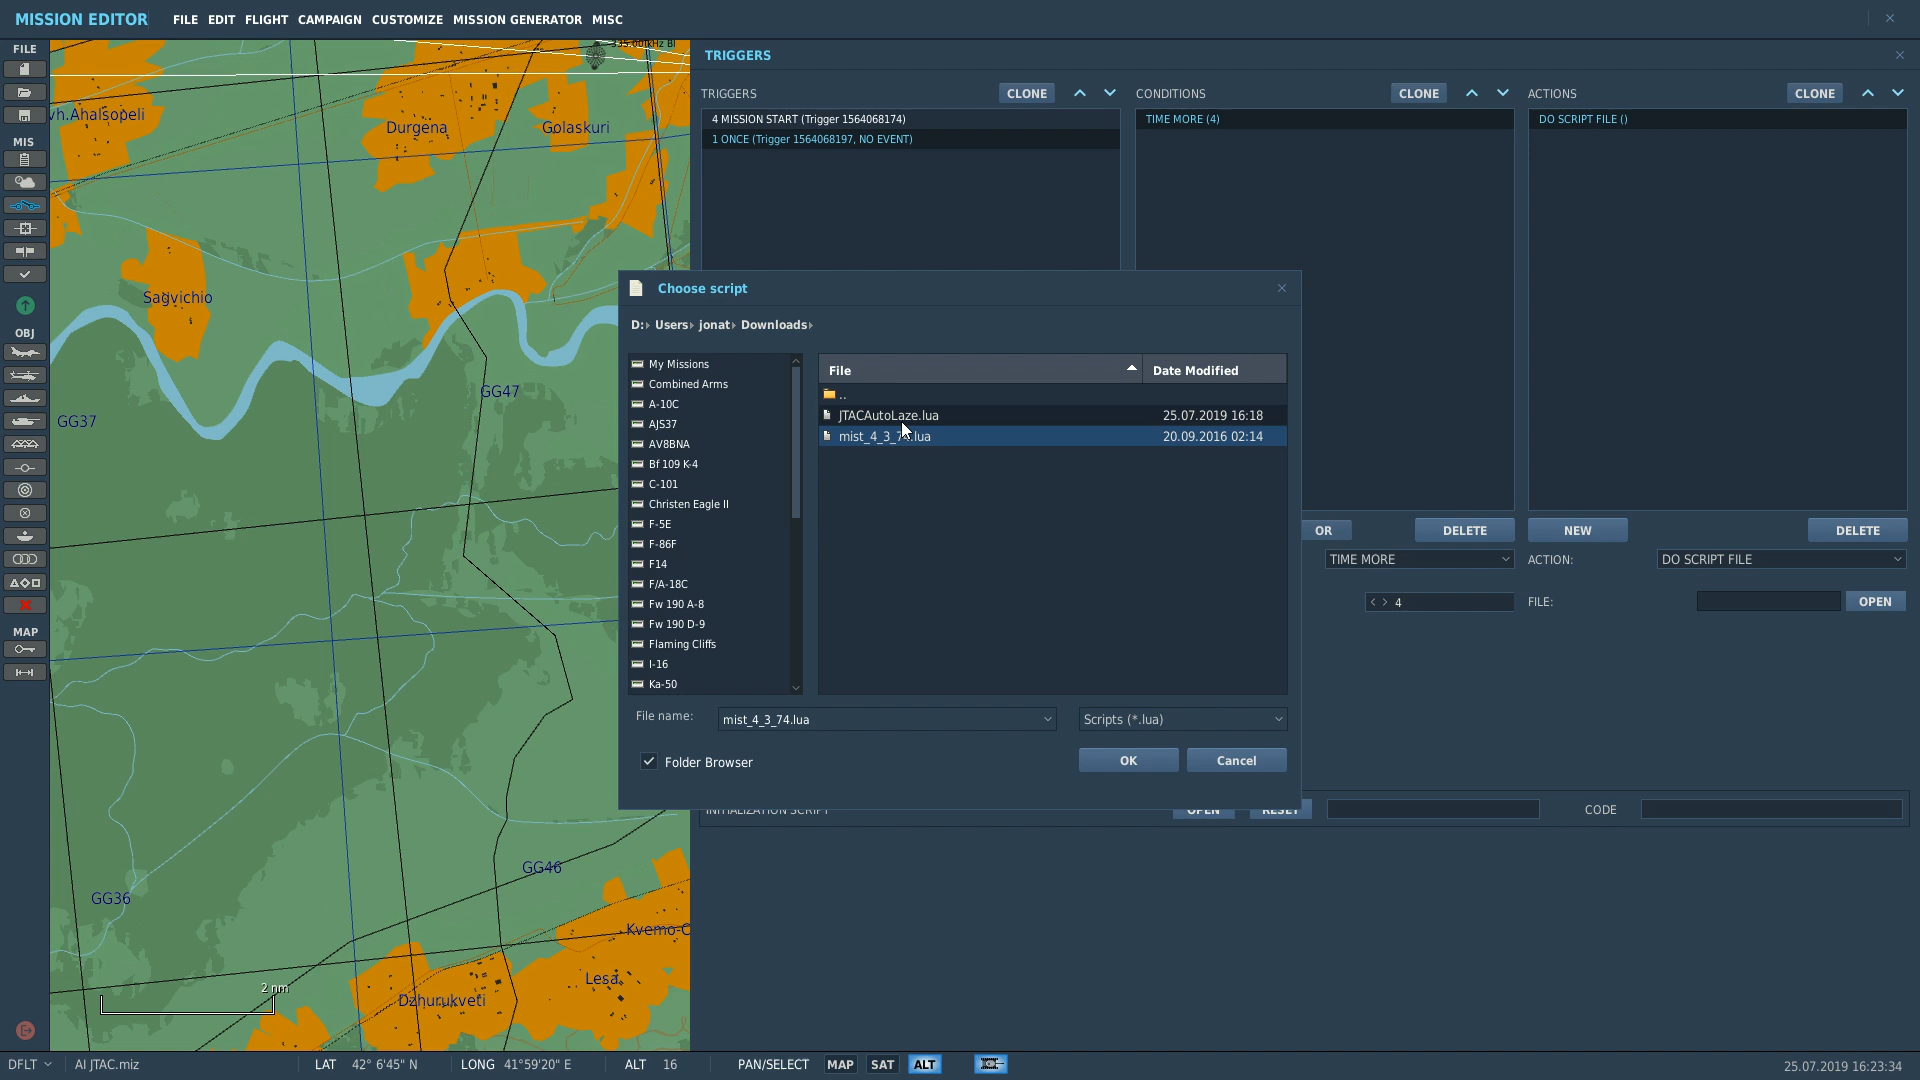 MISSION EDITOR
FILE EDIT FLIGHT CAMPAIGN CUSTOMIZE MISSION GENERATOR MISC
FILE
MIS
OBJ
MAP
vh.Ahalsopeli
Durgena
Golaskuri
Sagvichio
GG47
GG37
GG46
GG36
Kvemo-C
Lesa
Dzhurukveti
2 nm
TRIGGERS
TRIGGERS
CLONE
CONDITIONS
CLONE
ACTIONS
CLONE
4 MISSION START (Trigger 1564068174)
1 ONCE (Trigger 1564068197, NO EVENT)
TIME MORE (4)
DO SCRIPT FILE ()
Choose script
D: Users jonat Downloads
My Missions
Combined Arms
A-10C
AJS37
AV8BNA
Bf 109 K-4
C-101
Christen Eagle II
F-5E
F-86F
F14
F/A-18C
Fw 190 A-8
Fw 190 D-9
Flaming Cliffs
I-16
Ka-50
File
Date Modified
..
JTACAutoLaze.lua 25.07.2019 16:18
mist_4_3_74.lua 20.09.2016 02:14
File name:
mist_4_3_74.lua
Scripts (*.lua)
Folder Browser
OK
Cancel
OR
DELETE
NEW
DELETE
TIME MORE
ACTION:
DO SCRIPT FILE
4
FILE:
OPEN
INITIALIZATION SCRIPT
OPEN
RESET
CODE
DFLT
AI JTAC.miz
LAT 42° 6'45" N
LONG 41°59'20" E
ALT 16
PAN/SELECT
MAP
SAT
ALT
25.07.2019 16:23:34